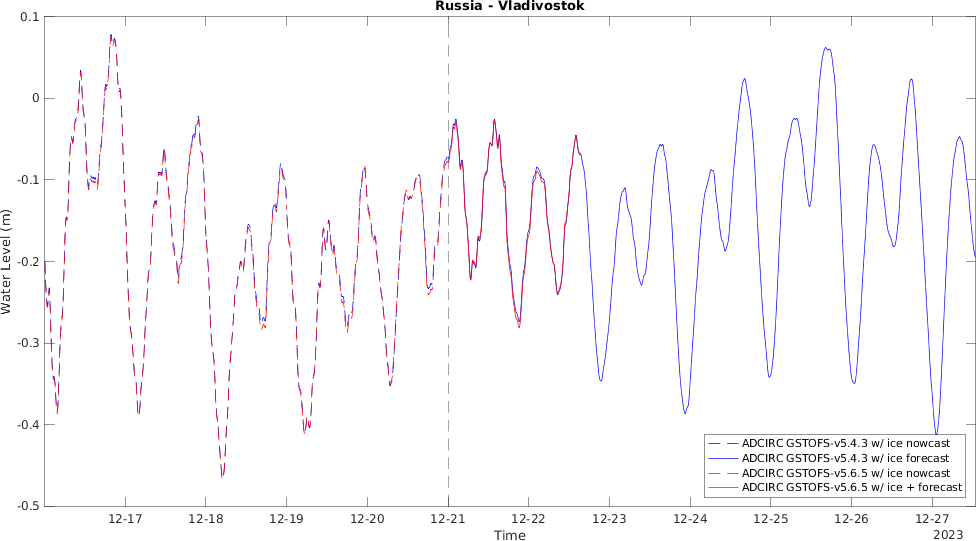 Russia - Vladivostok
0.1
0
-0.1
-0.2
-0.3
-0.4
-0.5
Water Level (m)
ADCIRC GSTOFS-v5.4.3 w/ ice nowcast
ADCIRC GSTOFS-v5.4.3 w/ ice forecast
ADCIRC GSTOFS-v5.6.5 w/ ice nowcast
ADCIRC GSTOFS-v5.6.5 w/ ice + forecast
12-17 12-18 12-19 12-20 12-21 12-22 12-23 12-24 12-25 12-26 12-27
Time
2023